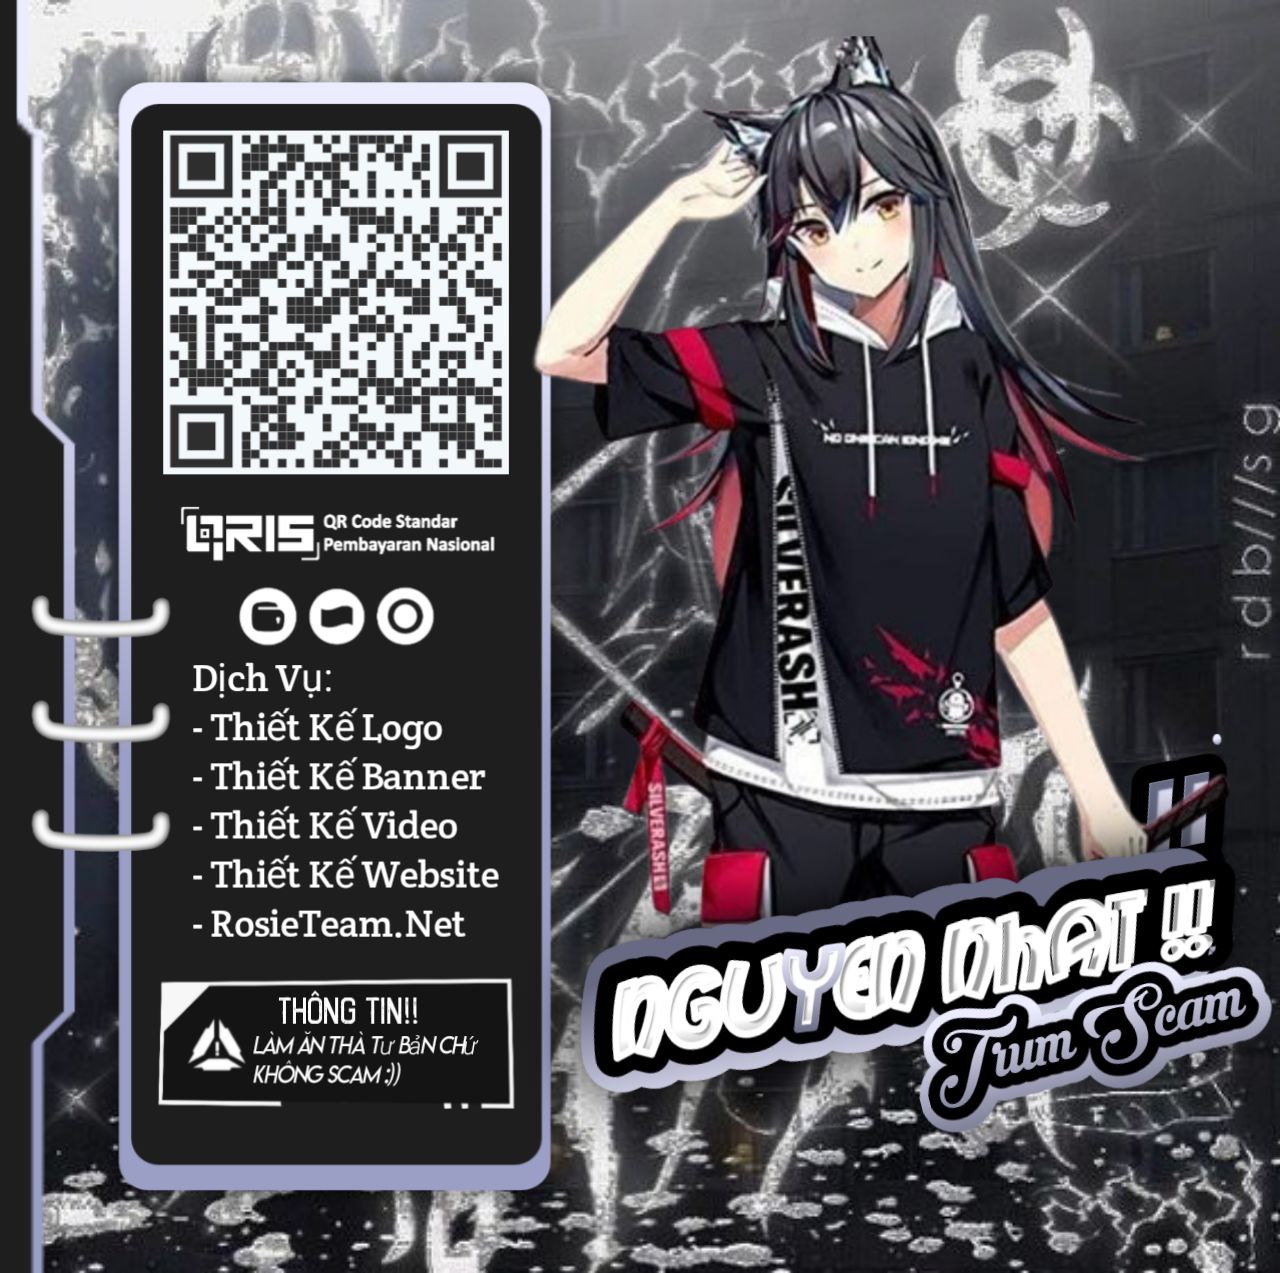 QRIS
QR Code Standar
Pembayaran Nasional
Dịch Vụ:
- Thiết Kế Logo
- Thiết Kế Banner
- Thiết Kế Video
- Thiết Kế Website
- RosieTeam.Net
THÔNG TIN!!
LÀM ĂN THÀ TƯ BẢN CHỨ
KHÔNG SCAM :))
SILVERASH
SILVERASH
NGUYEN NhAT !!
Trum Scam
r d b///s g